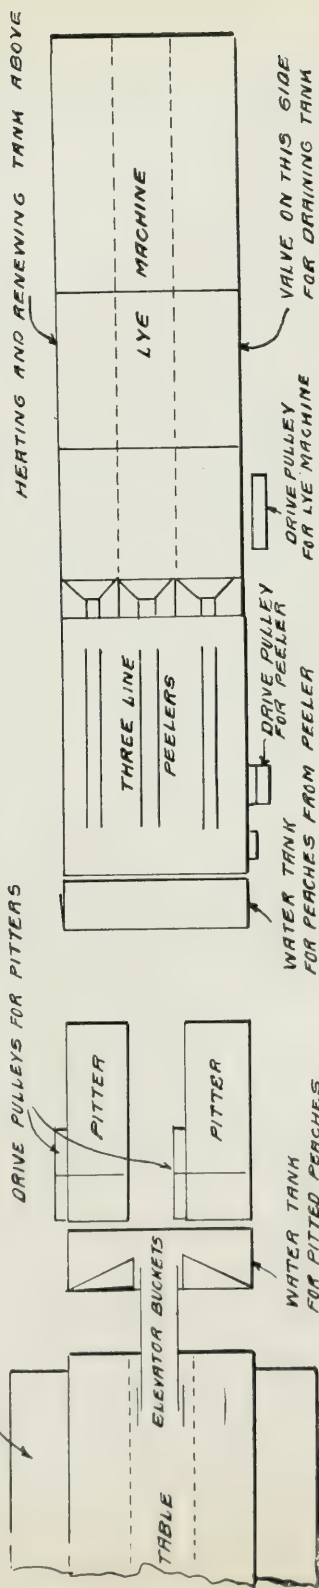 HEATING AND RENEWING TANK ABOVE
LYE MACHINE
VALVE ON THIS SIDE
FOR DRAINING TANK
DRIVE PULLEY
FOR LYE MACHINE
THREE LINE
PEELERS
DRIVE PULLEY
FOR PEELER
WATER TANK
FOR PEACHES FROM PEELER
DRIVE PULLEYS FOR PITTERS
PITTER
PITTER
WATER TANK
FOR PITTED PEACHES
ELEVATOR BUCKETS
TABLE